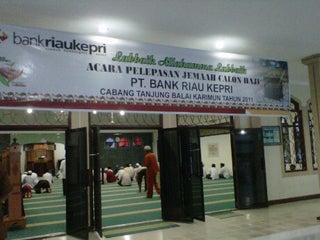 bankriaukepri
Labbaik Allahumma Labbaik
ACARA PELEPASAN JEMAAH CALON HAJI
PT. BANK RIAU KEPRI
CABANG TANJUNG BALAI KARIMUN TAHUN 2011